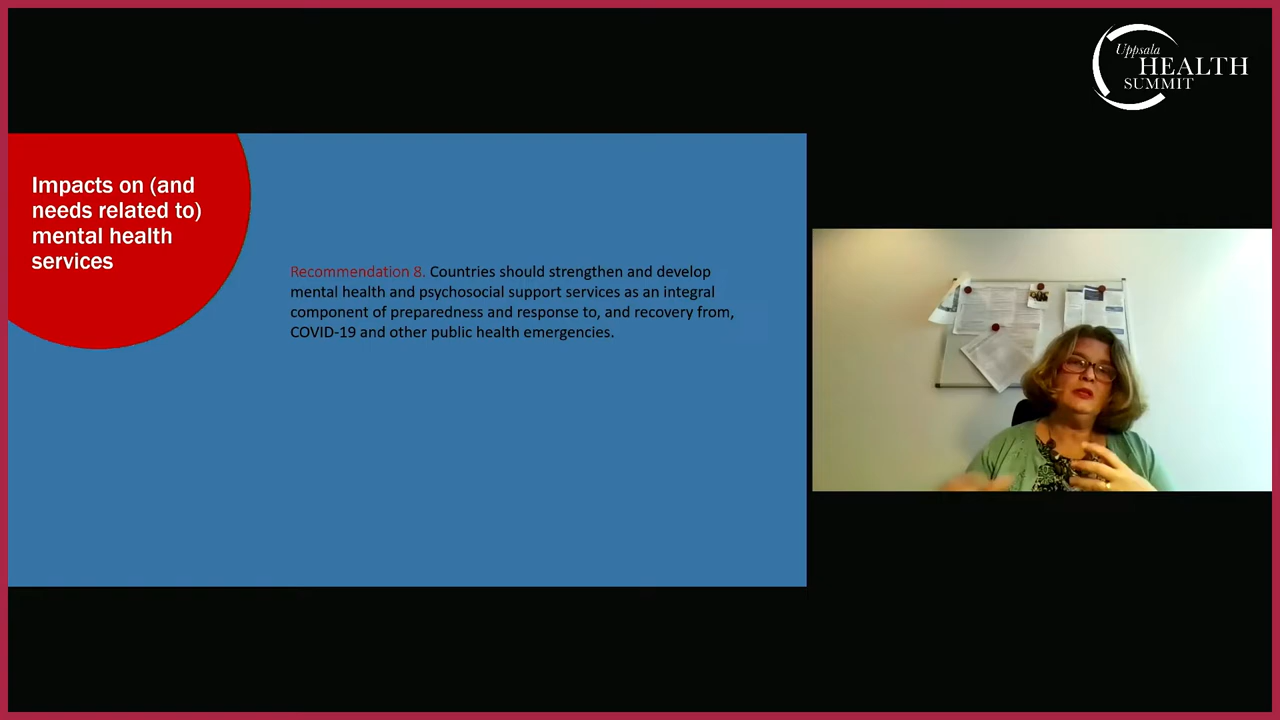 Uppsala
HEALTH
SUMMIT
Impacts on (and
needs related to)
mental health
services
Recommendation 8. Countries should strengthen and develop
mental health and psychosocial support services as an integral
component of preparedness and response to, and recovery from,
COVID-19 and other public health emergencies.